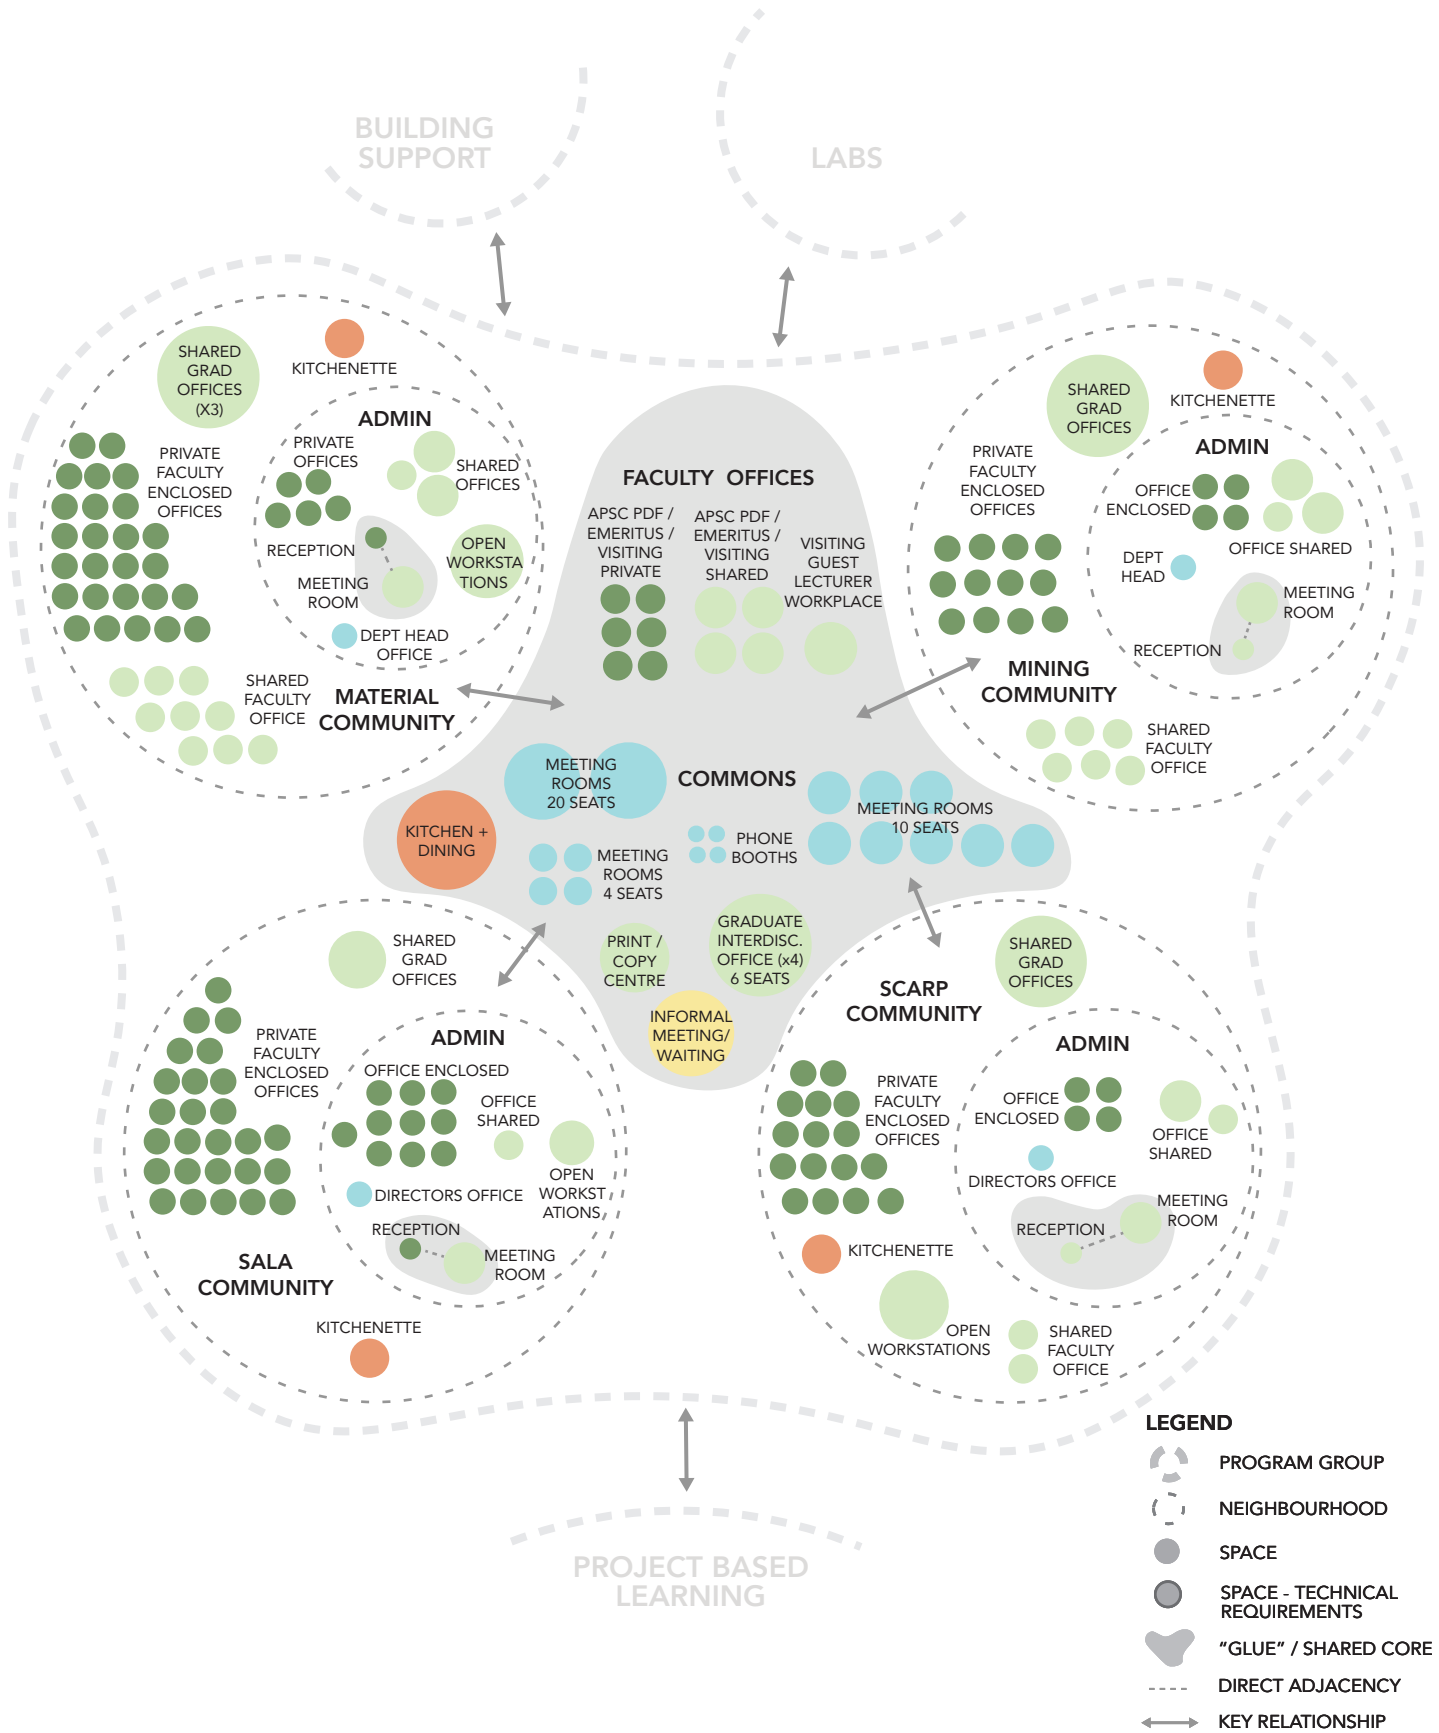 BUILDING
SUPPORT
LABS
SHARED
GRAD
OFFICES
(X3)
KITCHENETTE
ADMIN
PRIVATE
OFFICES
SHARED
OFFICES
PRIVATE
FACULTY
ENCLOSED
OFFICES
RECEPTION
MEETING
ROOM
OPEN
WORKSTA
TIONS
DEPT HEAD
OFFICE
SHARED
FACULTY
OFFICE
MATERIAL
COMMUNITY
FACULTY OFFICES
APSC PDF /
EMERITUS /
VISITING
PRIVATE
APSC PDF /
EMERITUS /
VISITING
SHARED
VISITING
GUEST
LECTURER
WORKPLACE
SHARED
GRAD
OFFICES
KITCHENETTE
ADMIN
PRIVATE
FACULTY
ENCLOSED
OFFICES
OFFICE
ENCLOSED
OFFICE SHARED
DEPT
HEAD
MEETING
ROOM
RECEPTION
MINING
COMMUNITY
SHARED
FACULTY
OFFICE
MEETING
ROOMS
20 SEATS
COMMONS
MEETING ROOMS
10 SEATS
KITCHEN +
DINING
MEETING
ROOMS
4 SEATS
PHONE
BOOTHS
PRINT /
COPY
CENTRE
GRADUATE
INTERDISC.
OFFICE (x4)
6 SEATS
INFORMAL
MEETING/
WAITING
SHARED
GRAD
OFFICES
PRIVATE
FACULTY
ENCLOSED
OFFICES
ADMIN
OFFICE ENCLOSED
OFFICE
SHARED
OPEN
WORKST
ATIONS
DIRECTORS OFFICE
RECEPTION
MEETING
ROOM
SALA
COMMUNITY
KITCHENETTE
SHARED
GRAD
OFFICES
SCARP
COMMUNITY
ADMIN
PRIVATE
FACULTY
ENCLOSED
OFFICES
OFFICE
ENCLOSED
OFFICE
SHARED
DIRECTORS OFFICE
MEETING
ROOM
RECEPTION
KITCHENETTE
OPEN
WORKSTATIONS
SHARED
FACULTY
OFFICE
PROJECT BASED
LEARNING
LEGEND
PROGRAM GROUP
NEIGHBOURHOOD
SPACE
SPACE - TECHNICAL
REQUIREMENTS
“GLUE” / SHARED CORE
DIRECT ADJACENCY
KEY RELATIONSHIP